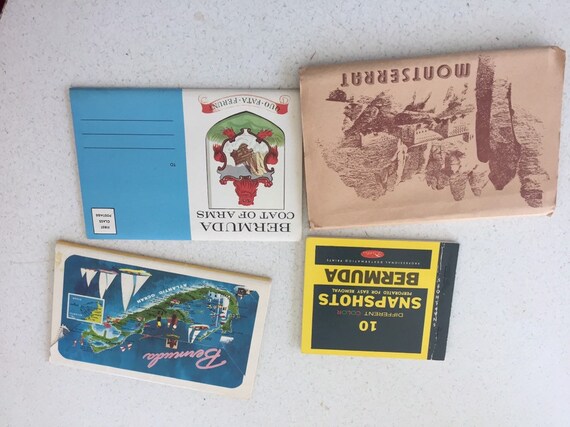 MONTSERRAT
QUO·FATA·FERUNT
BERMUDA
COAT OF ARMS
TO:
FIRST
CLASS
POSTAGE
Bermuda
ATLANTIC OCEAN
10
DIFFERENT COLOR
SNAPSHOTS
PERFORATED FOR EASY REMOVAL
BERMUDA